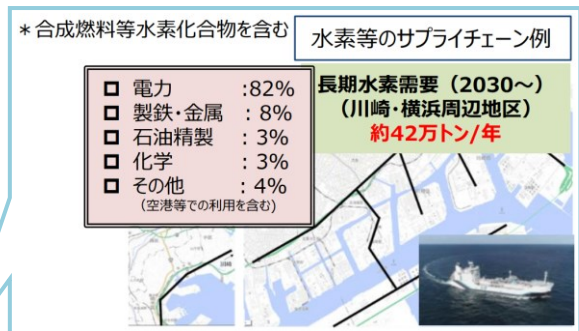 *合成燃料等水素化合物を含む
水素等のサプライチェーン例
□ 電力 :82%
□ 製鉄・金属 : 8%
□ 石油精製 : 3%
□ 化学 : 3%
□ その他 : 4%
(空港等での利用を含む)
長期水素需要(2030~)
(川崎・横浜周辺地区)
約42万トン/年